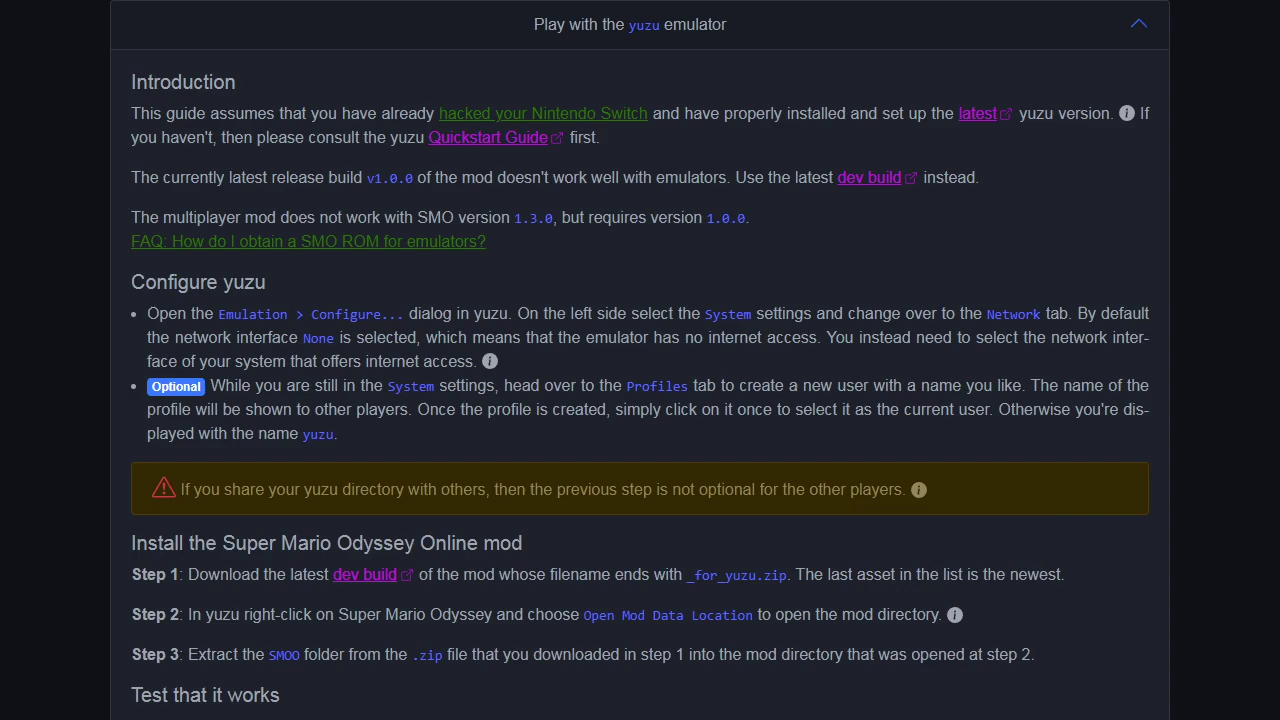 Play with the yuzu emulator
Introduction
This guide assumes that you have already hacked your Nintendo Switch and have properly installed and set up the latest yuzu version. If
you haven't, then please consult the yuzu Quickstart Guide first.
The currently latest release build v1.0.0 of the mod doesn't work well with emulators. Use the latest dev build instead.
The multiplayer mod does not work with SMO version 1.3.0, but requires version 1.0.0.
FAQ: How do I obtain a SMO ROM for emulators?
Configure yuzu
• Open the Emulation > Configure... dialog in yuzu. On the left side select the System settings and change over to the Network tab. By default
the network interface None is selected, which means that the emulator has no internet access. You instead need to select the network inter-
face of your system that offers internet access.
• Optional While you are still in the System settings, head over to the Profiles tab to create a new user with a name you like. The name of the
profile will be shown to other players. Once the profile is created, simply click on it once to select it as the current user. Otherwise you're dis-
played with the name yuzu.
If you share your yuzu directory with others, then the previous step is not optional for the other players.
Install the Super Mario Odyssey Online mod
Step 1: Download the latest dev build of the mod whose filename ends with _for_yuzu.zip. The last asset in the list is the newest.
Step 2: In yuzu right-click on Super Mario Odyssey and choose Open Mod Data Location to open the mod directory.
Step 3: Extract the SMOO folder from the .zip file that you downloaded in step 1 into the mod directory that was opened at step 2.
Test that it works